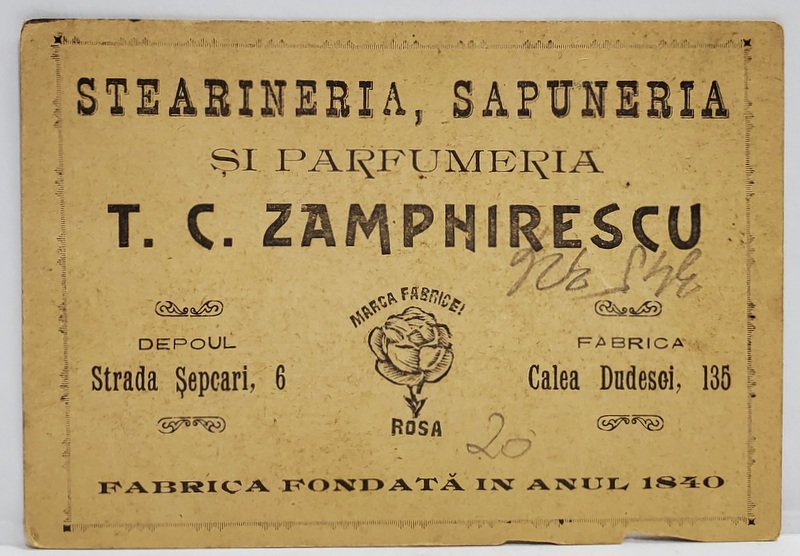 STEARINERIA, SAPUNERIA
ȘI PARFUMERIA
T. C. ZAMPHIRESCU
MARCA FABRICEI
ROSA
DEPOUL
Strada Șepcari, 6
FABRICA
Calea Dudesci, 135
20
FABRICA FONDATĂ IN ANUL 1840